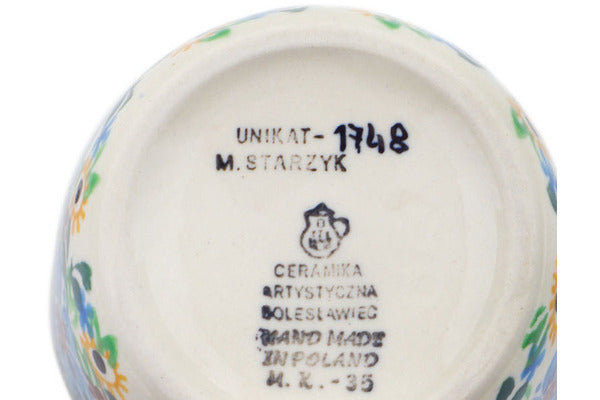 UNIKAT-1748
M. STARZYK
CERAMIKA
ARTYSTYCZNA
BOLESŁAWIEC
HAND MADE
IN POLAND
M.K.-35